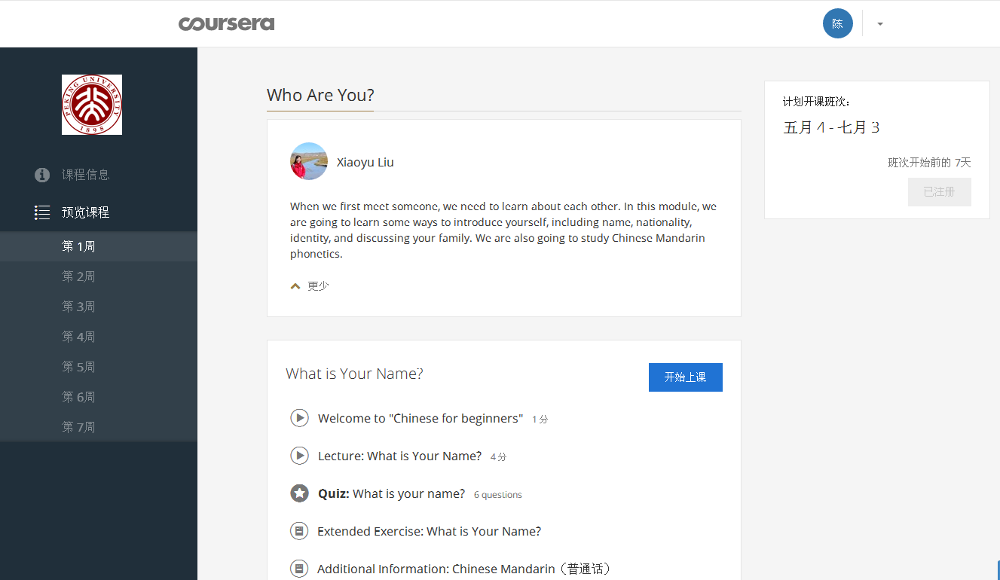 coursera
陈
PEKING UNIVERSITY
1898
课程信息
预览课程
第 1周
第 2周
第 3周
第 4周
第 5周
第 6周
第 7周
Who Are You?
Xiaoyu Liu
When we first meet someone, we need to learn about each other. In this module, we
are going to learn some ways to introduce yourself, including name, nationality,
identity, and discussing your family. We are also going to study Chinese Mandarin
phonetics.
更少
What is Your Name?
开始上课
Welcome to "Chinese for beginners" 1 分
Lecture: What is Your Name? 4 分
Quiz: What is your name? 6 questions
Extended Exercise: What is Your Name?
Additional Information: Chinese Mandarin（普通话）
计划开课班次：
五月 4 - 七月 3
班次开始前的 7天
已注册